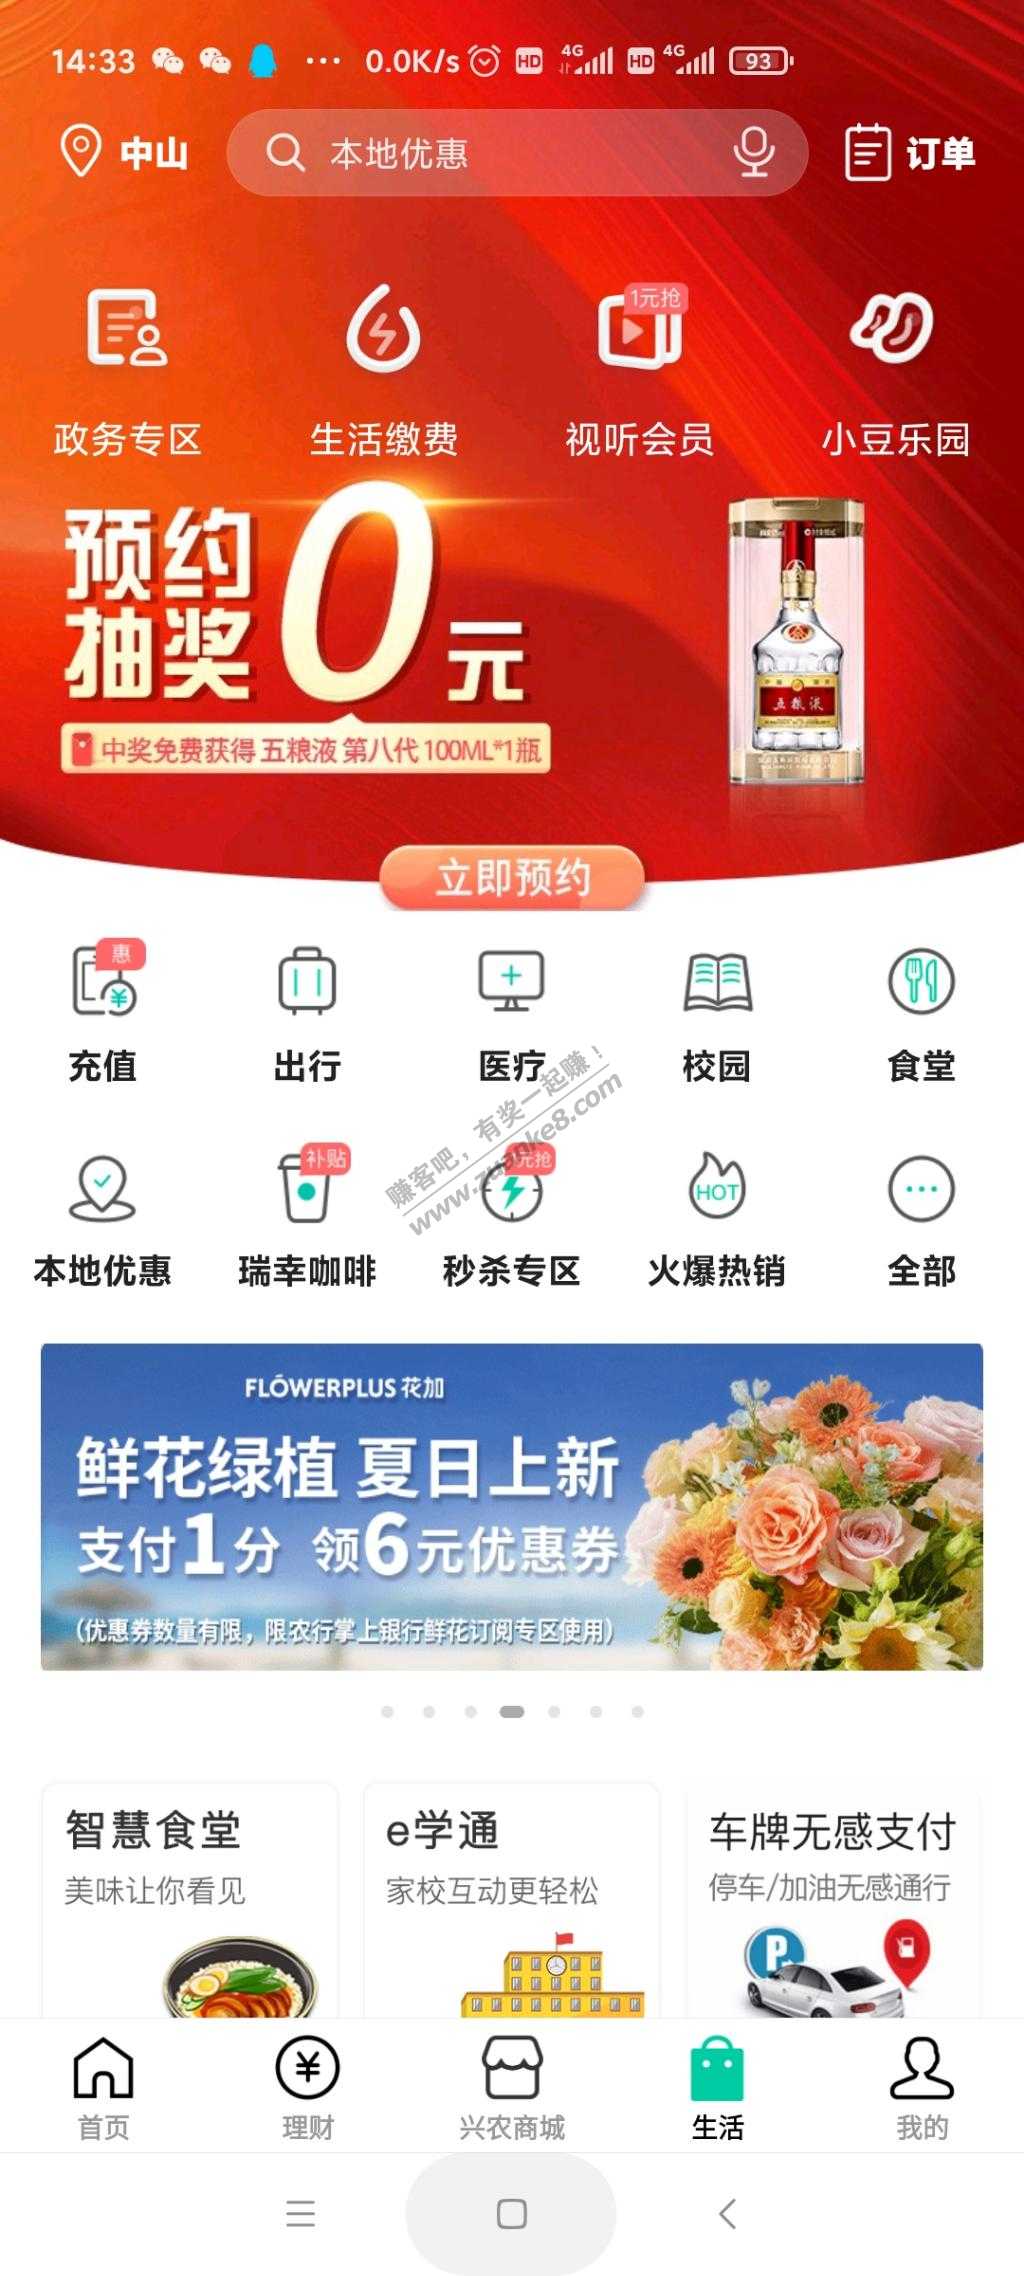 14:33 ··· 0.0K/s HD 4G HD 4G 93
中山 本地优惠 订单
1元抢
政务专区 生活缴费 视听会员 小豆乐园
预约
抽奖
0元
五粮液
中奖免费获得 五粮液 第八代 100ML*1瓶
立即预约
惠
充值 出行 医疗 校园 食堂
赚客吧，有奖一起赚！
www.zuanke8.com
补贴 元抢 HOT
本地优惠 瑞幸咖啡 秒杀专区 火爆热销 全部
FLOWERPLUS 花加
鲜花绿植 夏日上新
支付1分 领6元优惠券
（优惠券数量有限，限农行掌上银行鲜花订阅专区使用）
智慧食堂 e学通 车牌无感支付
美味让你看见 家校互动更轻松 停车/加油无感通行
P
首页 理财 兴农商城 生活 我的